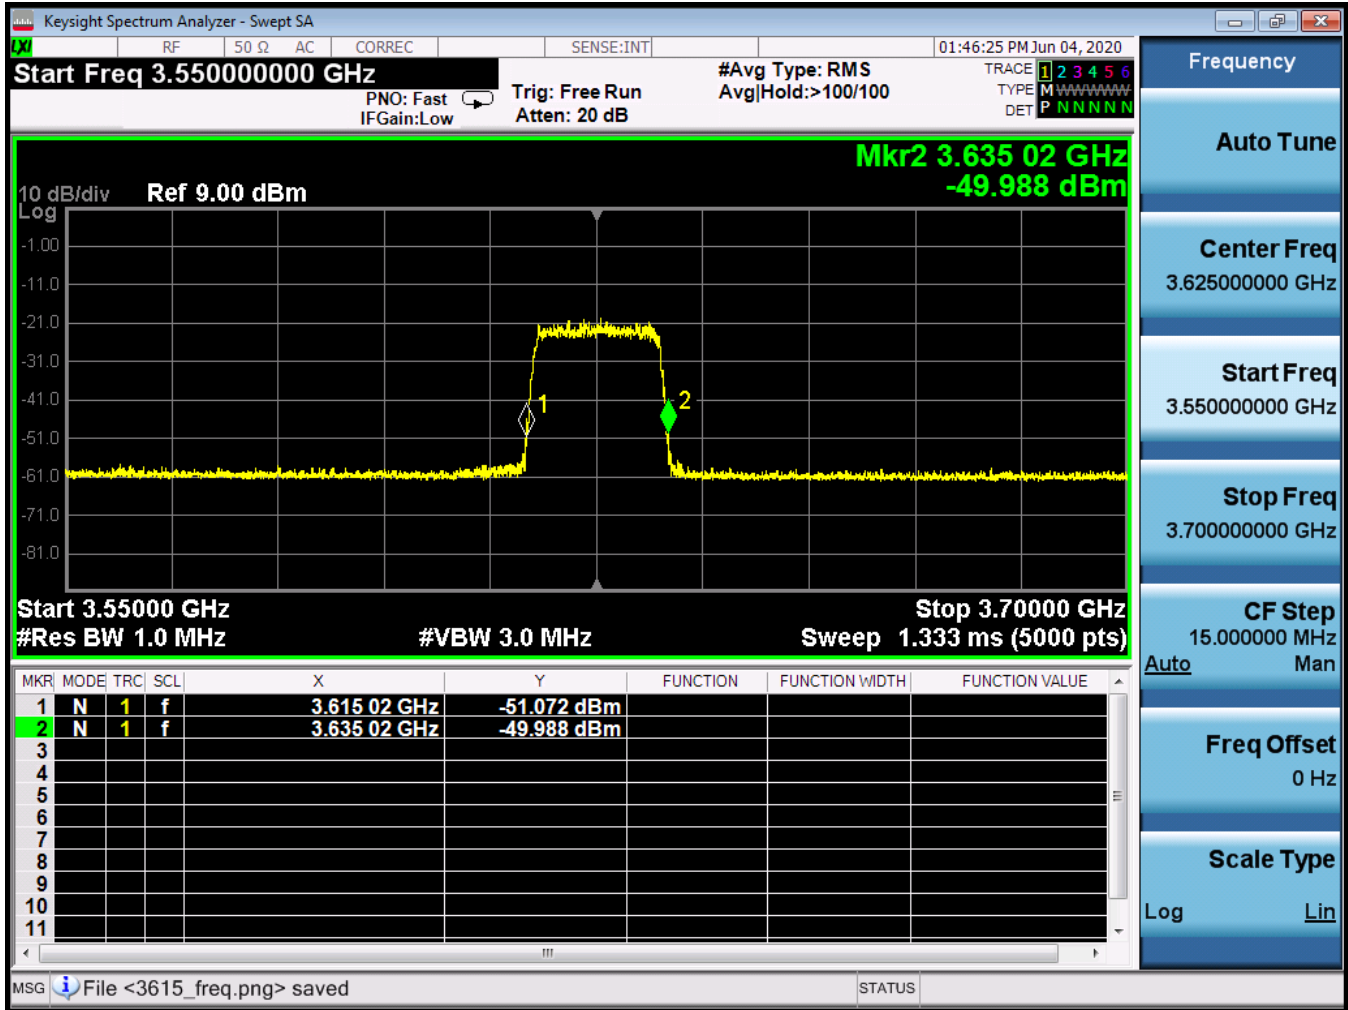 Keysight Spectrum Analyzer - Swept SA
LXI RF 50 Ω AC CORREC SENSE:INT 01:46:25 PM Jun 04, 2020
Start Freq 3.550000000 GHz
PNO: Fast
IFGain:Low
Trig: Free Run
Atten: 20 dB
#Avg Type: RMS
Avg|Hold:>100/100
TRACE 1 2 3 4 5 6
TYPE M WWWWW
DET P N N N N N
Mkr2 3.635 02 GHz
-49.988 dBm
10 dB/div Ref 9.00 dBm
Log
-1.00
-11.0
-21.0
-31.0
-41.0
-51.0
-61.0
-71.0
-81.0
1
2
Start 3.55000 GHz Stop 3.70000 GHz
#Res BW 1.0 MHz #VBW 3.0 MHz Sweep 1.333 ms (5000 pts)
MKR MODE TRC SCL X Y FUNCTION FUNCTION WIDTH FUNCTION VALUE
1 N 1 f 3.615 02 GHz -51.072 dBm
2 N 1 f 3.635 02 GHz -49.988 dBm
3
4
5
6
7
8
9
10
11
MSG File <3615_freq.png> saved STATUS
Frequency
Auto Tune
Center Freq
3.625000000 GHz
Start Freq
3.550000000 GHz
Stop Freq
3.700000000 GHz
CF Step
15.000000 MHz
Auto Man
Freq Offset
0 Hz
Scale Type
Log Lin